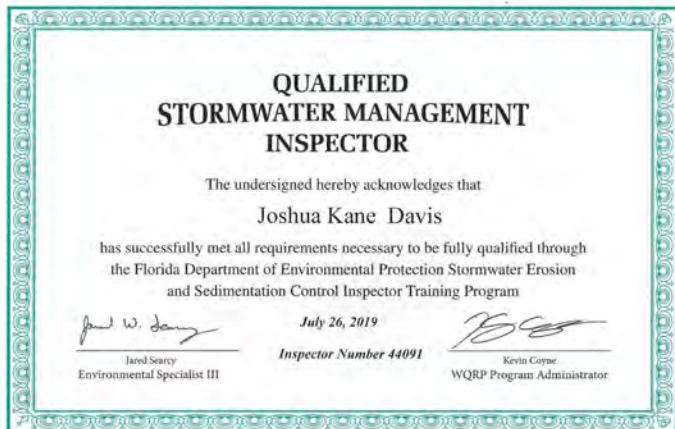 QUALIFIED
STORMWATER MANAGEMENT
INSPECTOR
The undersigned hereby acknowledges that
Joshua Kane Davis
has successfully met all requirements necessary to be fully qualified through
the Florida Department of Environmental Protection Stormwater Erosion
and Sedimentation Control Inspector Training Program
July 26, 2019
Jared W. Searcy
Jared Searcy
Environmental Specialist III
Inspector Number 44091
Kevin Coyne
WQRP Program Administrator